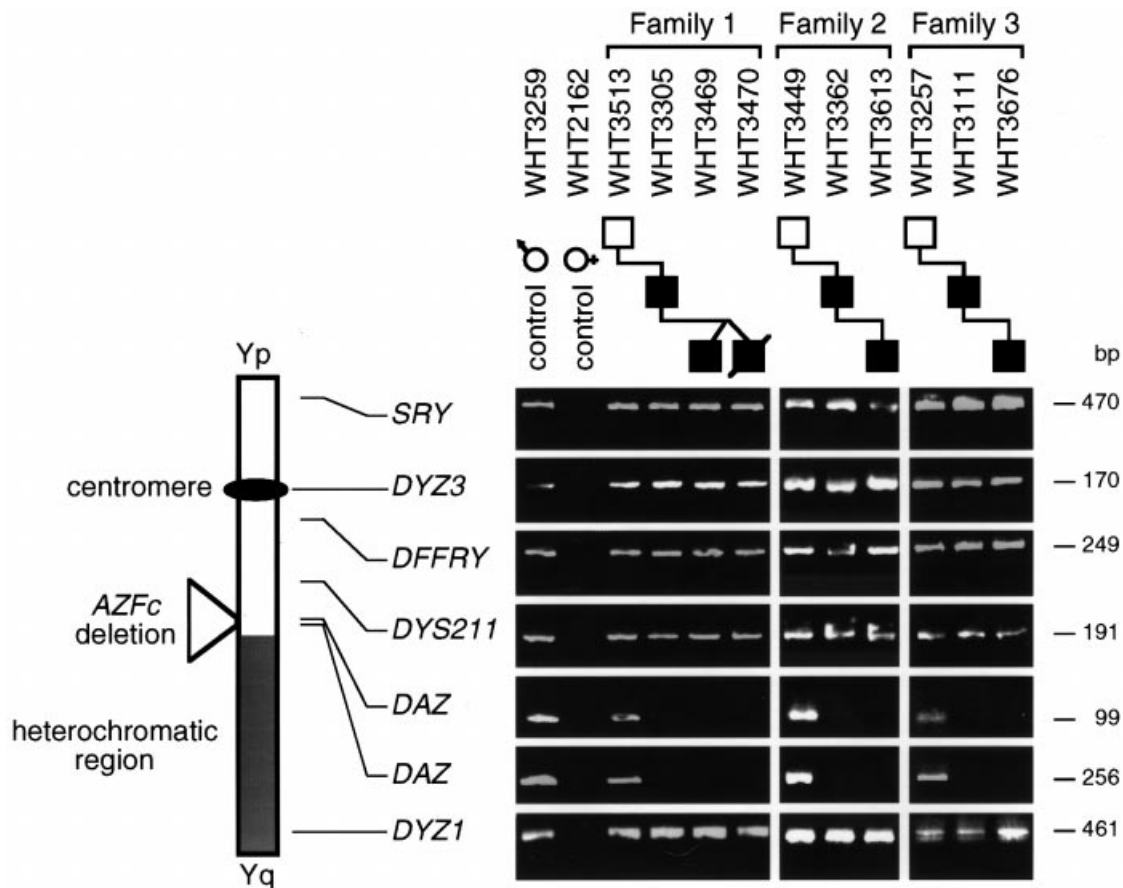 Family 1
Family 2
Family 3
WHT3259
WHT2162
WHT3513
WHT3305
WHT3469
WHT3470
WHT3449
WHT3362
WHT3613
WHT3257
WHT3111
WHT3676
control
control
bp
Yp
SRY
470
centromere
DYZ3
170
DFFRY
249
AZFc
deletion
DYS211
191
DAZ
99
heterochromatic
region
DAZ
256
DYZ1
461
Yq